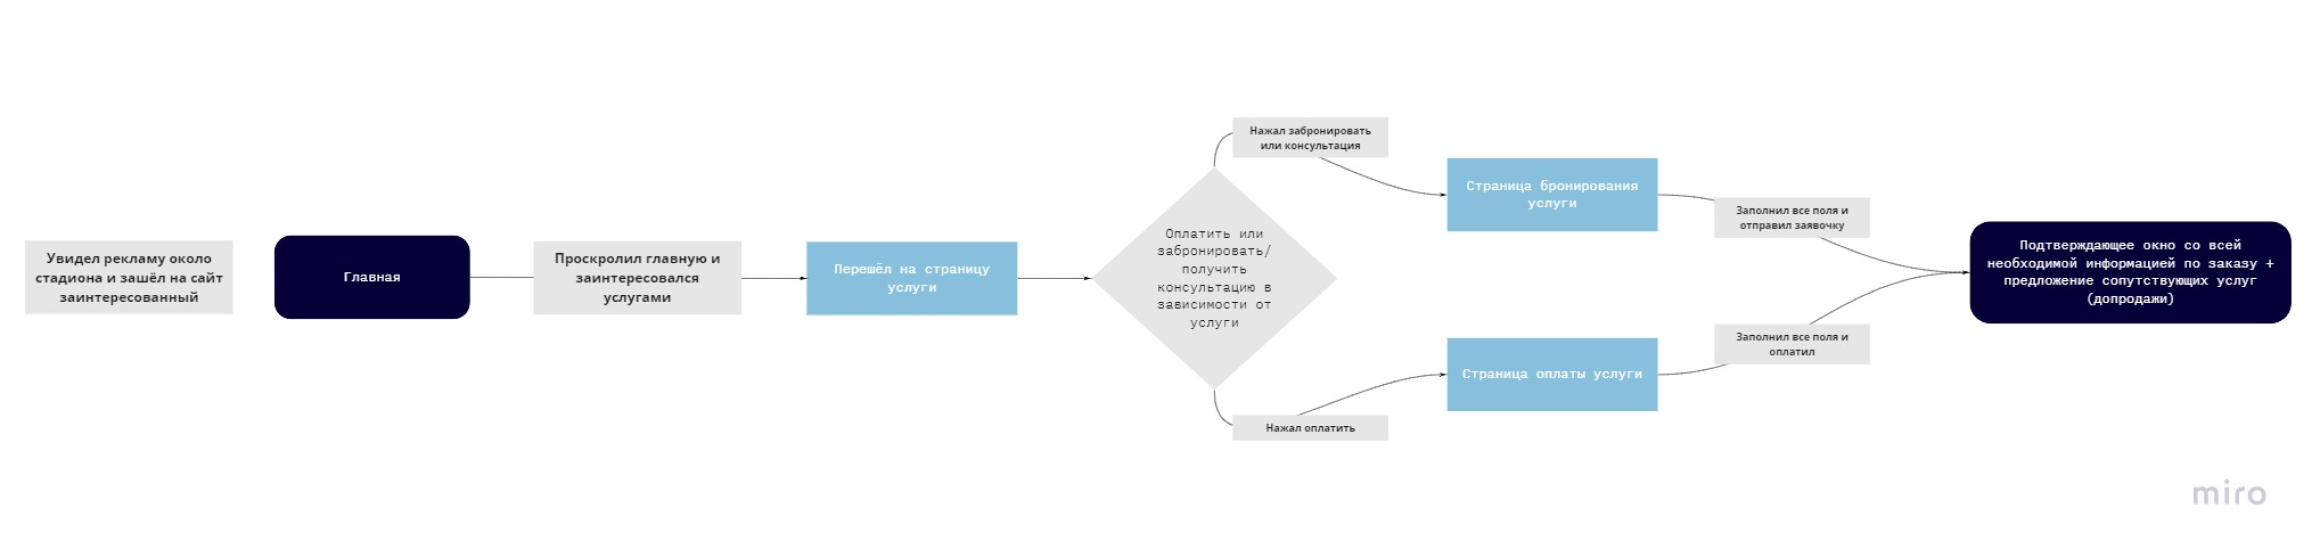 Увидел рекламу около
стадиона и зашёл на сайт
заинтересованный
Главная
Проскролил главную и
заинтересовался
услугами
Перешёл на страницу
услуги
Оплатить или
забронировать/
получить
консультацию в
зависимости от
услуги
Нажал забронировать
или консультация
Страница бронирования
услуги
Заполнил все поля и
отправил заявочку
Нажал оплатить
Страница оплаты услуги
Заполнил все поля и
оплатил
Подтверждающее окно со всей
необходимой информацией по заказу +
предложение сопутствующих услуг
(допродажи)
miro